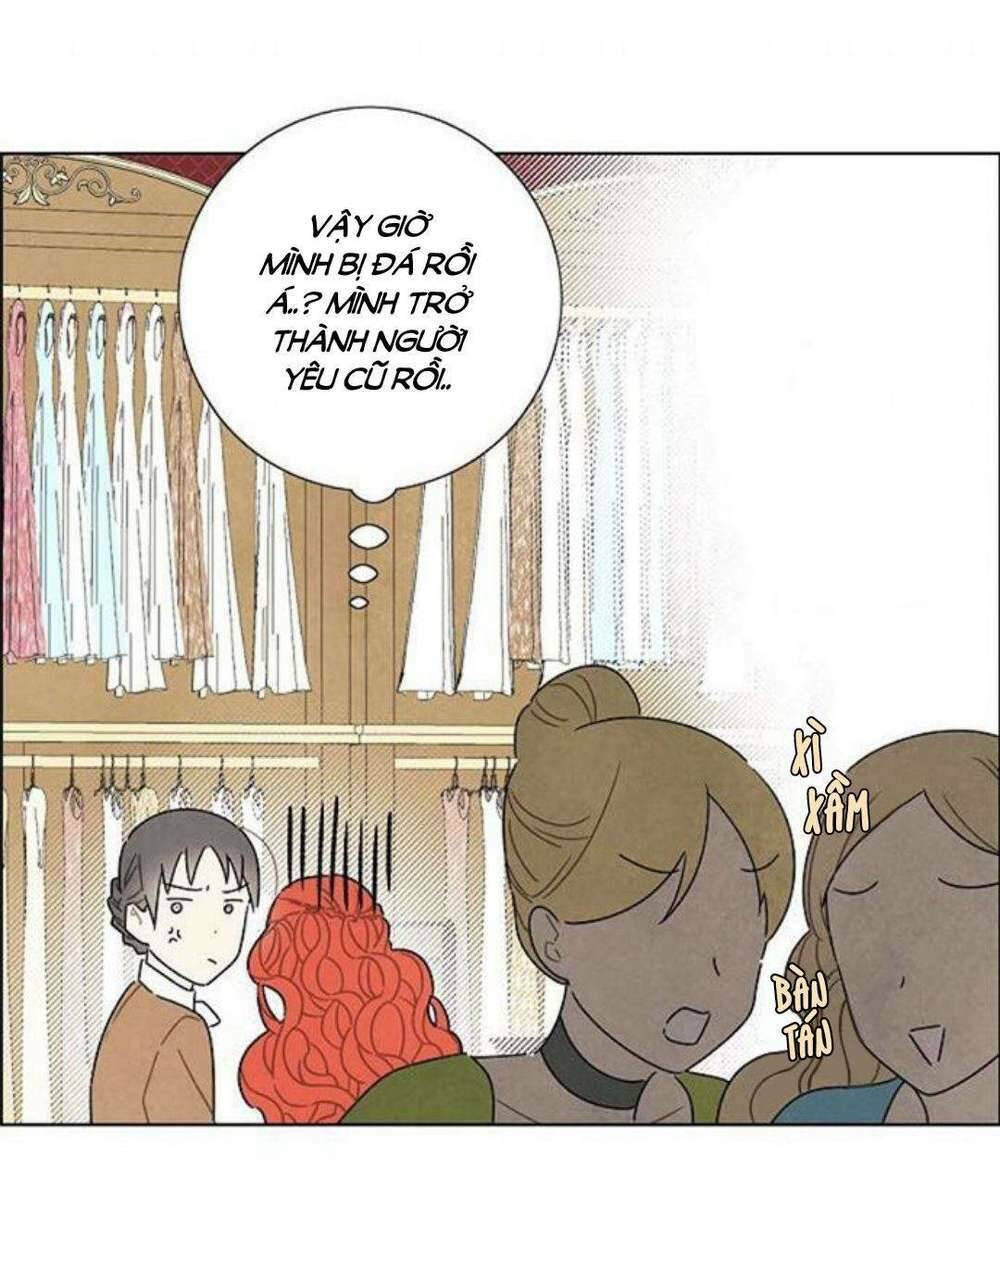 VẬY GIỜ
MÌNH BỊ ĐÁ RỒI
Á..? MÌNH TRỞ
THÀNH NGƯỜI
YÊU CŨ RỒI..
XÌ
XẦM
BÀN
TÁN